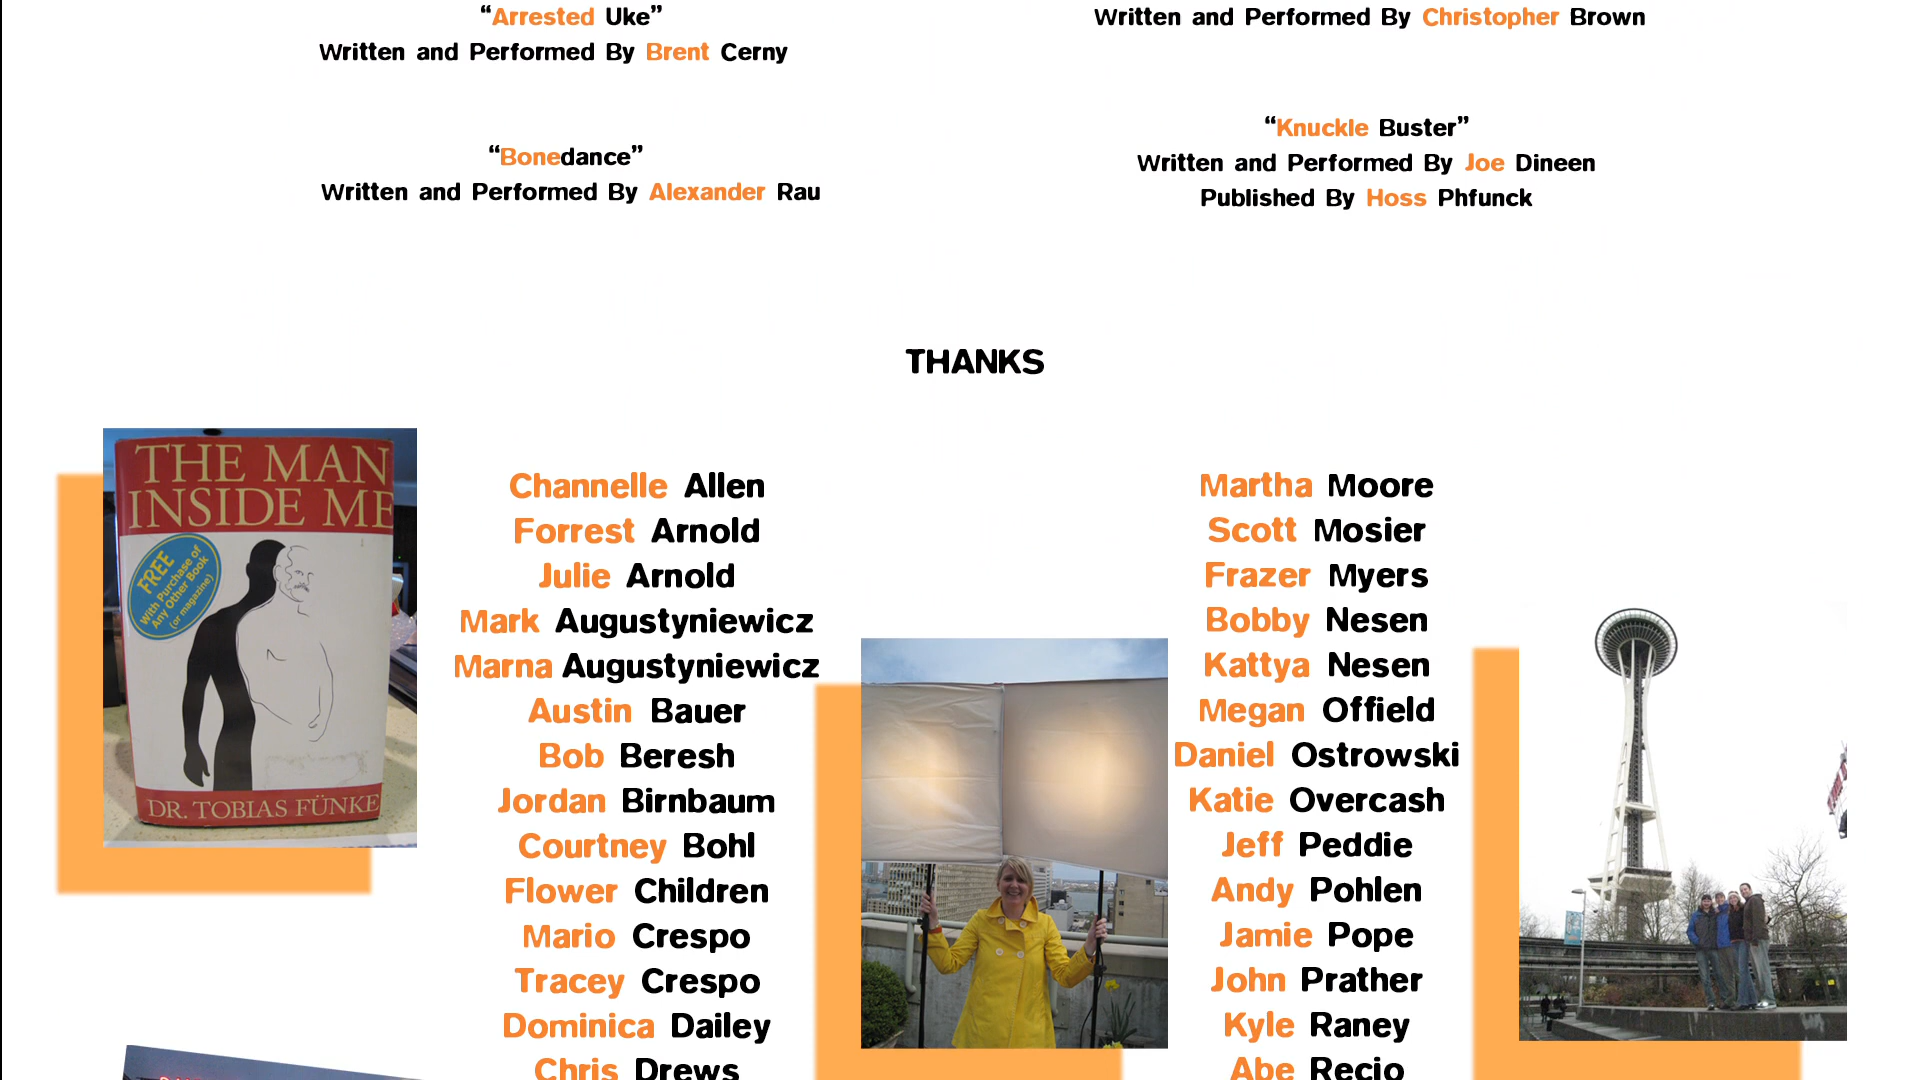 “Arrested Uke”
Written and Performed By Brent Cerny
“Bonedance”
Written and Performed By Alexander Rau
Written and Performed By Christopher Brown
“Knuckle Buster”
Written and Performed By Joe Dineen
Published By Hoss Phfunck
THANKS
THE MAN
INSIDE ME
FREE
With Purchase of
Any Other Book
(or magazine)
DR. TOBIAS FÜNKE
Channelle Allen
Forrest Arnold
Julie Arnold
Mark Augustyniewicz
Marna Augustyniewicz
Austin Bauer
Bob Beresh
Jordan Birnbaum
Courtney Bohl
Flower Children
Mario Crespo
Tracey Crespo
Dominica Dailey
Chris Drews
Martha Moore
Scott Mosier
Frazer Myers
Bobby Nesen
Kattya Nesen
Megan Offield
Daniel Ostrowski
Katie Overcash
Jeff Peddie
Andy Pohlen
Jamie Pope
John Prather
Kyle Raney
Abe Recio